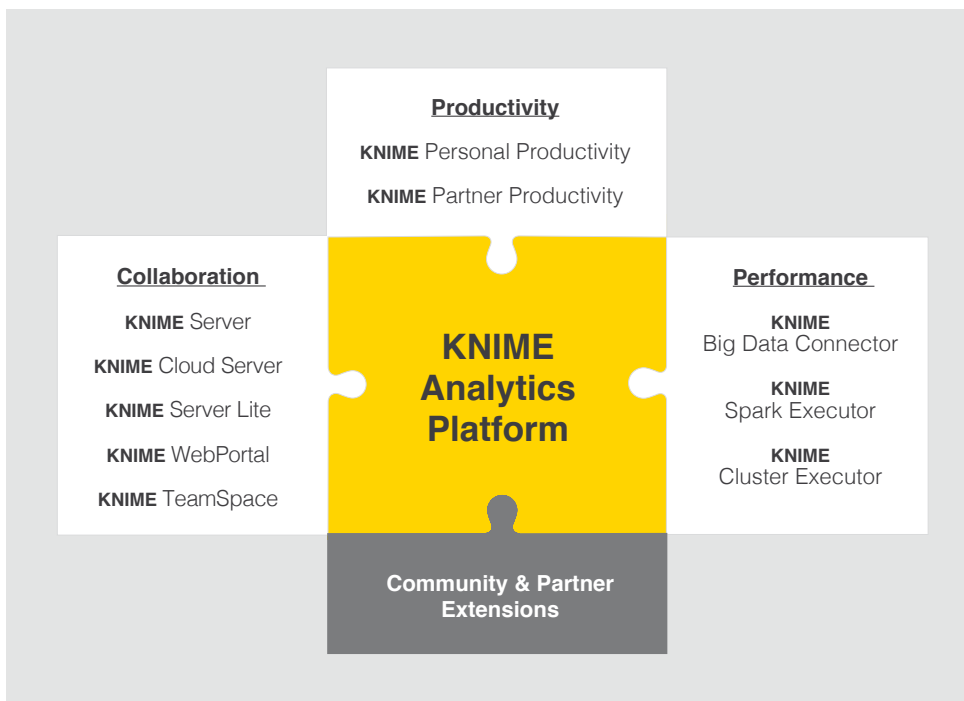 Productivity
KNIME Personal Productivity
KNIME Partner Productivity
Collaboration
KNIME Server
KNIME Cloud Server
KNIME Server Lite
KNIME WebPortal
KNIME TeamSpace
KNIME
Analytics
Platform
Performance
KNIME
Big Data Connector
KNIME
Spark Executor
KNIME
Cluster Executor
Community & Partner
Extensions